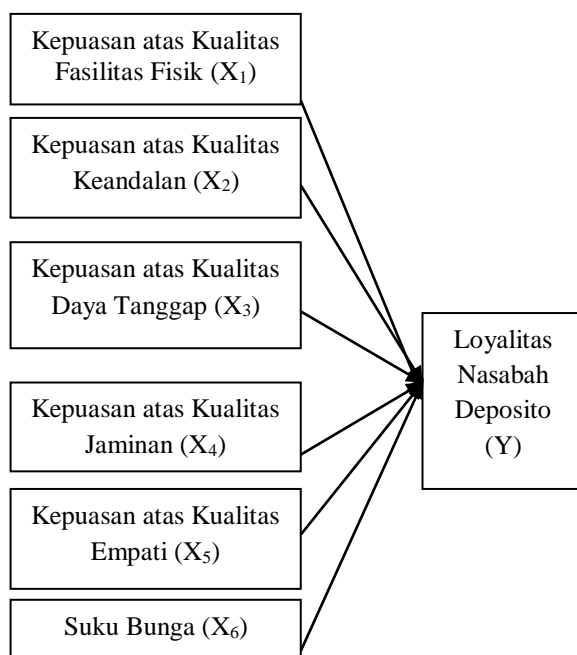 Kepuasan atas Kualitas
Fasilitas Fisik (X₁)
Kepuasan atas Kualitas
Keandalan (X₂)
Kepuasan atas Kualitas
Daya Tanggap (X₃)
Kepuasan atas Kualitas
Jaminan (X₄)
Kepuasan atas Kualitas
Empati (X₅)
Suku Bunga (X₆)
Loyalitas
Nasabah
Deposito
(Y)